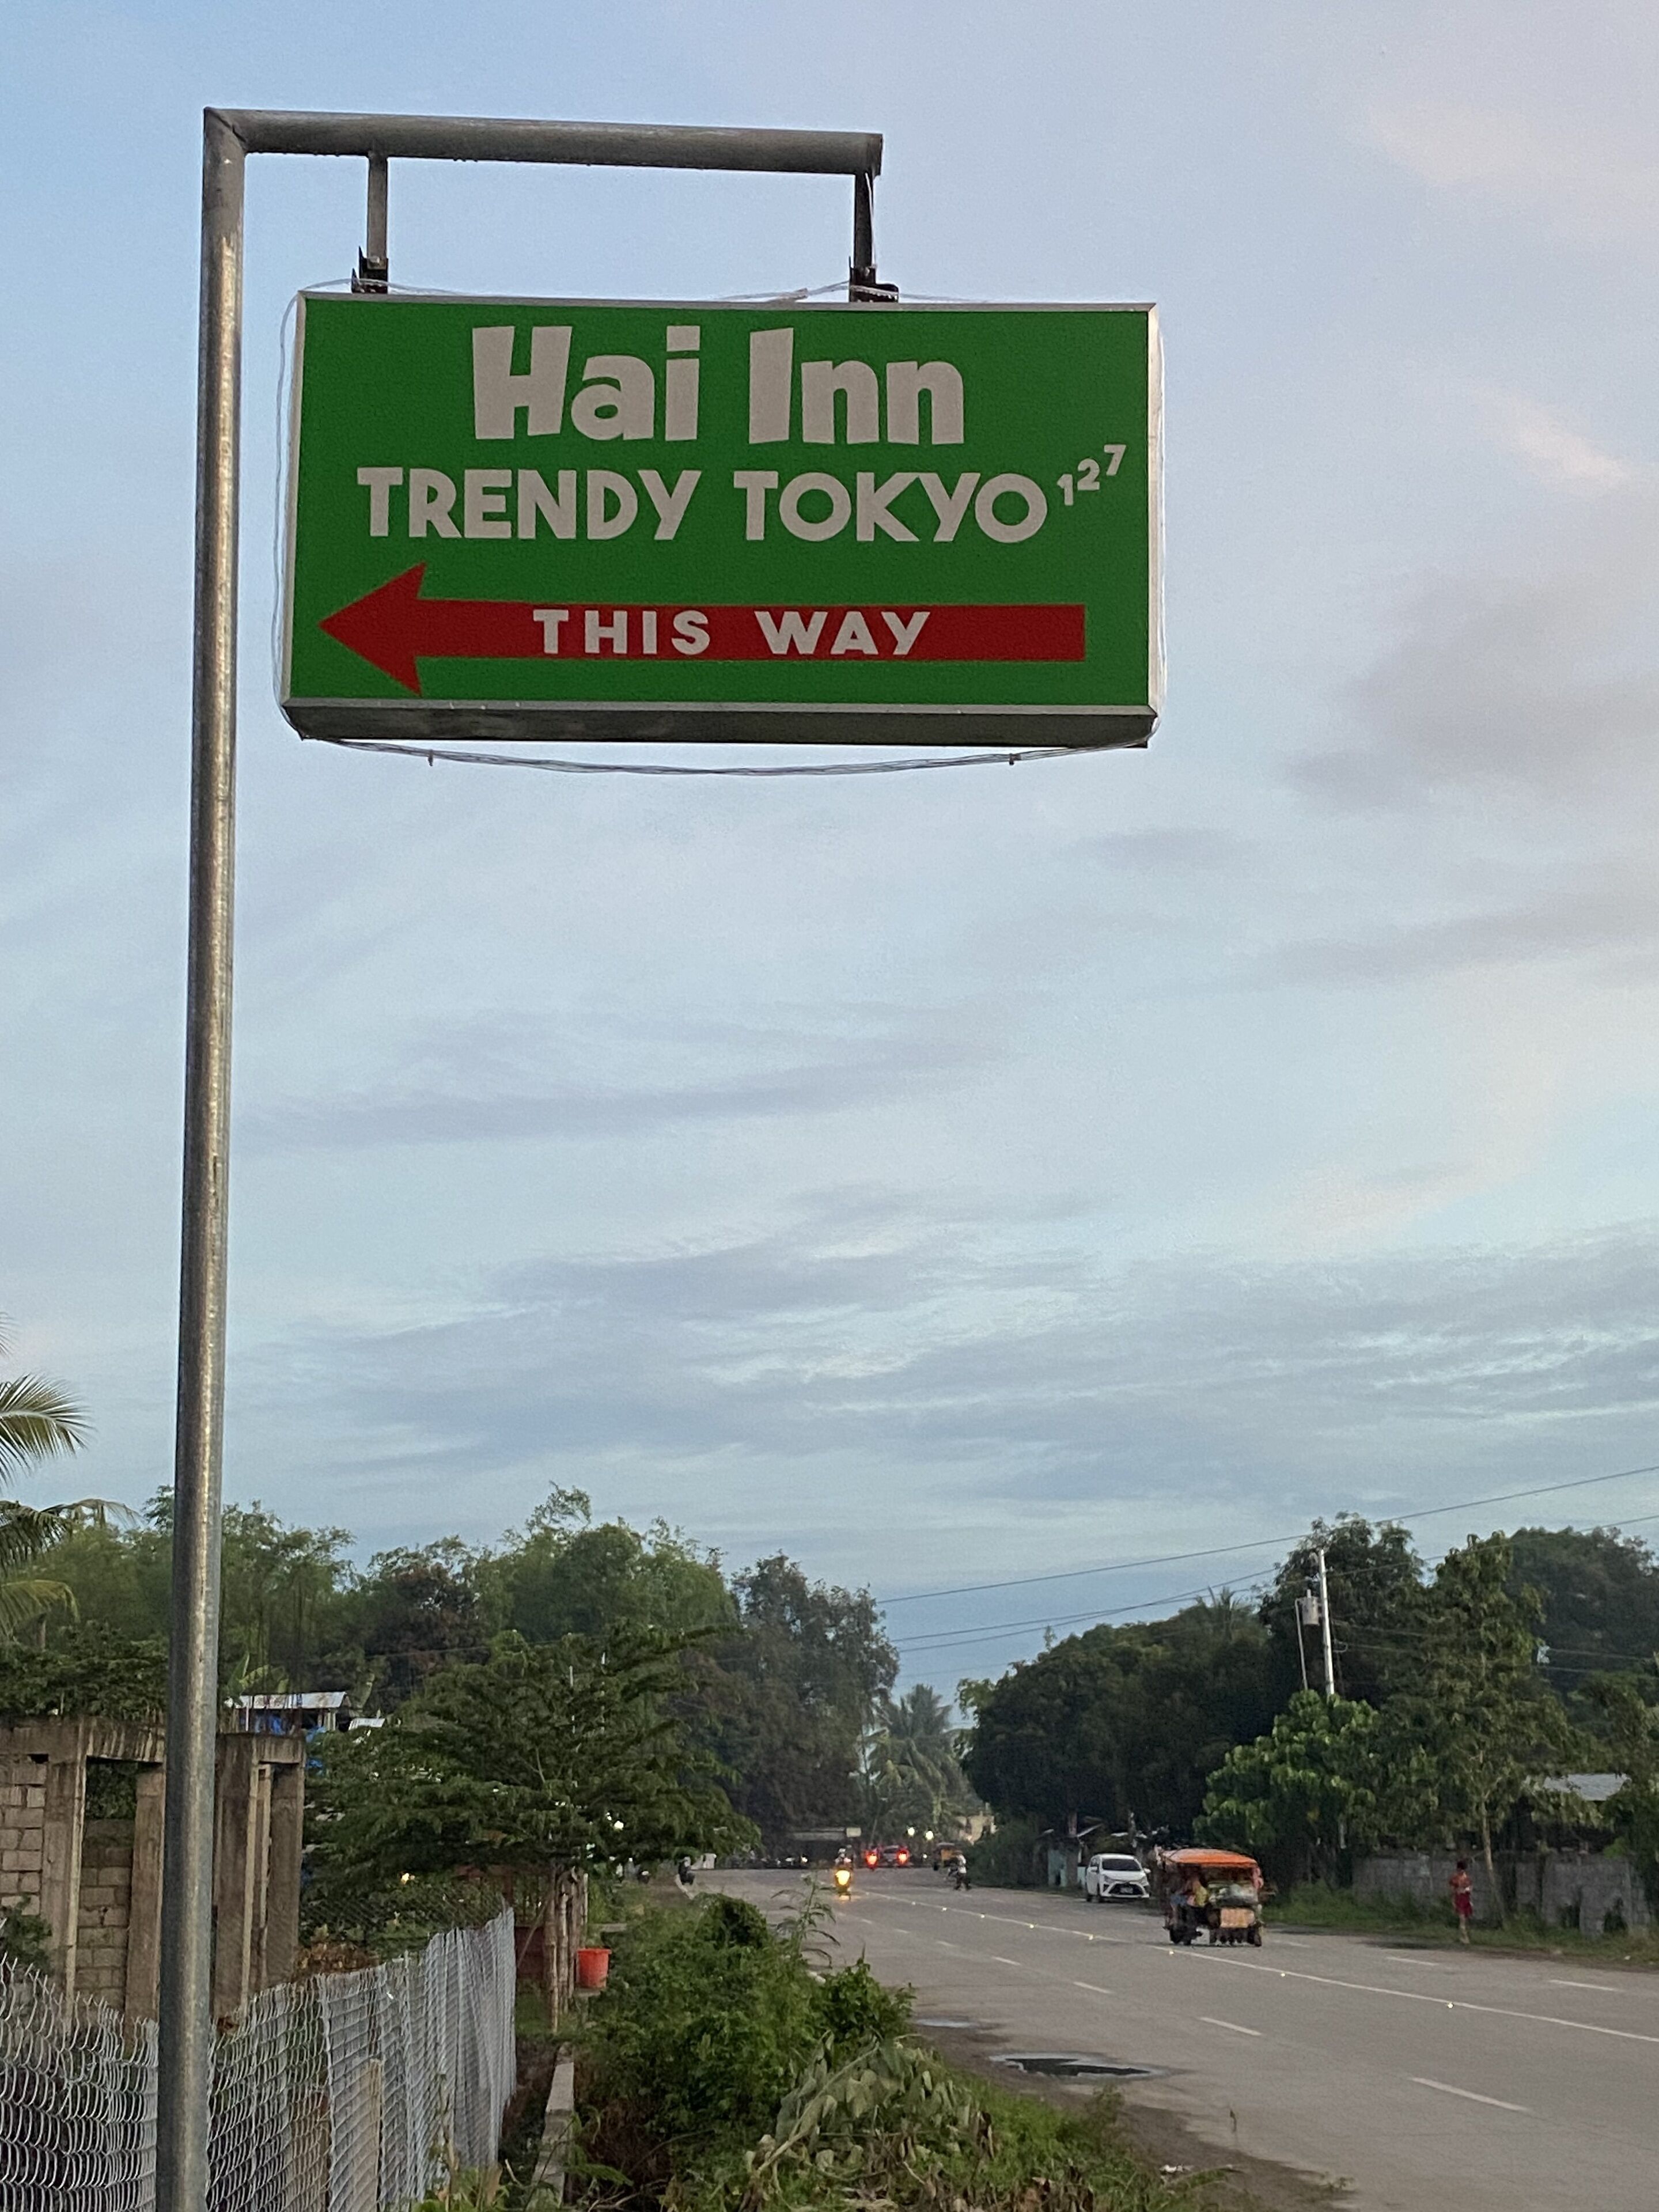 Hai Inn
TRENDY TOKYO 127
THIS WAY